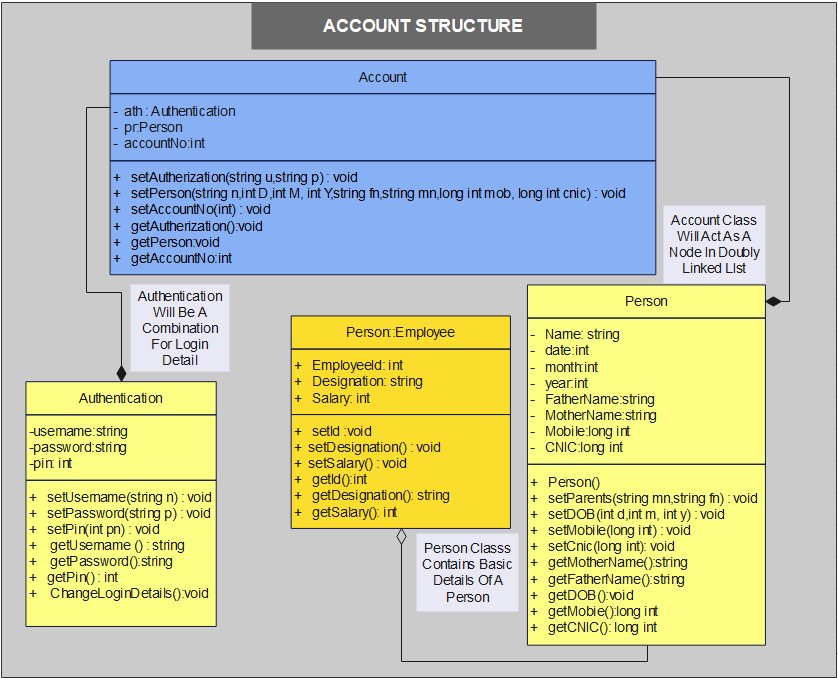 ACCOUNT STRUCTURE
Account
- ath : Authentication
- pr:Person
- accountNo:int
+ setAutherization(string u,string p) : void
+ setPerson(string n,int D,int M, int Y,string fn,string mn,long int mob, long int cnic) : void
+ setAccountNo(int) : void
+ getAutherization():void
+ getPerson:void
+ getAccountNo:int
Account Class
Will Act As A
Node In Doubly
Linked LIst
Authentication
Will Be A
Combination
For Login
Detail
Authentication
-username:string
-password:string
-pin: int
+ setUsername(string n) : void
+ setPassword(string p) : void
+ setPin(int pn) : void
+ getUsername () : string
+ getPassword():string
+ getPin() : int
+ ChangeLoginDetails():void
Person::Employee
+ EmployeeId: int
+ Designation: string
+ Salary: int
+ setId :void
+ setDesignation() : void
+ setSalary() : void
+ getId():int
+ getDesignation(): string
+ getSalary(): int
Person Classs
Contains Basic
Details Of A
Person
Person
- Name: string
- date:int
- month:int
- year:int
- FatherName:string
- MotherName:string
- Mobile:long int
- CNIC:long int
+ Person()
+ setParents(string mn,string fn) : void
+ setDOB(int d,int m, int y) : void
+ setMobile(long int) : void
+ setCnic(long int): void
+ getMotherName():string
+ getFatherName():string
+ getDOB():void
+ getMobie():long int
+ getCNIC(): long int